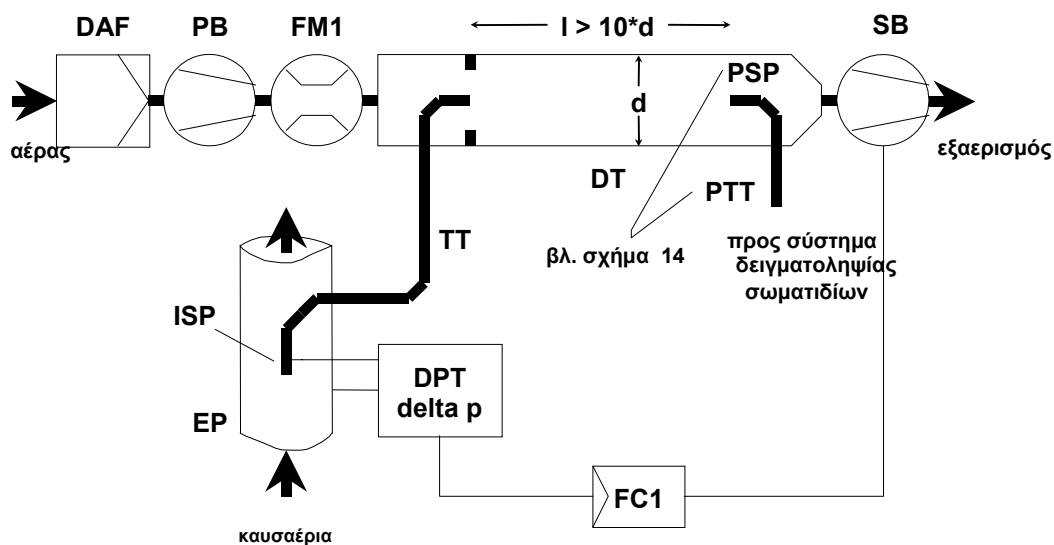 DAF
PB
FM1
l > 10*d
SB
PSP
d
αέρας
εξαερισμός
DT
PTT
TT
βλ. σχήμα 14
προς σύστημα
δειγματοληψίας
σωματιδίων
ISP
DPT
delta p
EP
FC1
καυσαέρια